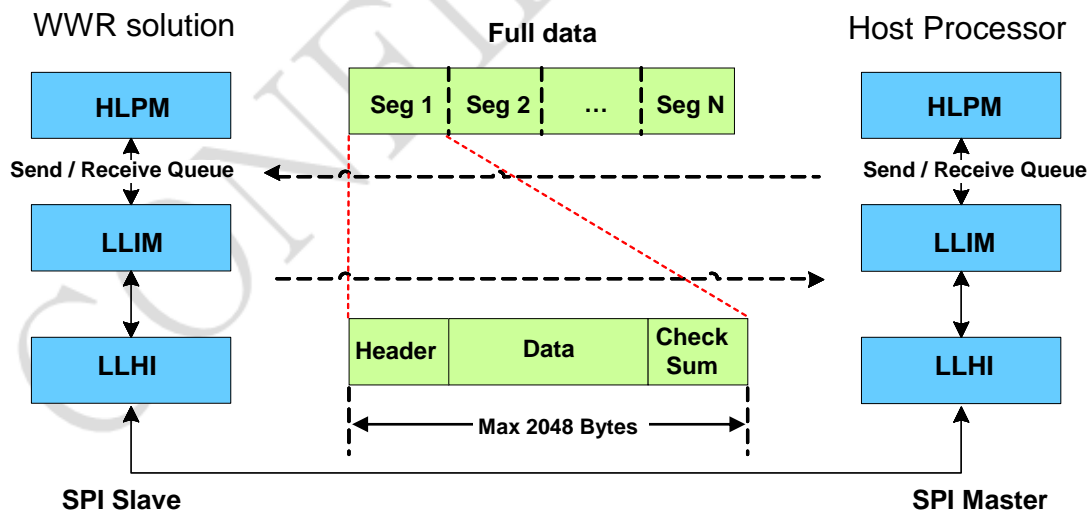 WWR solution
Full data
Host Processor
HLPM
Seg 1
Seg 2
...
Seg N
HLPM
Send / Receive Queue
Send / Receive Queue
LLIM
LLIM
LLHI
Header
Data
Check
Sum
LLHI
Max 2048 Bytes
SPI Slave
SPI Master